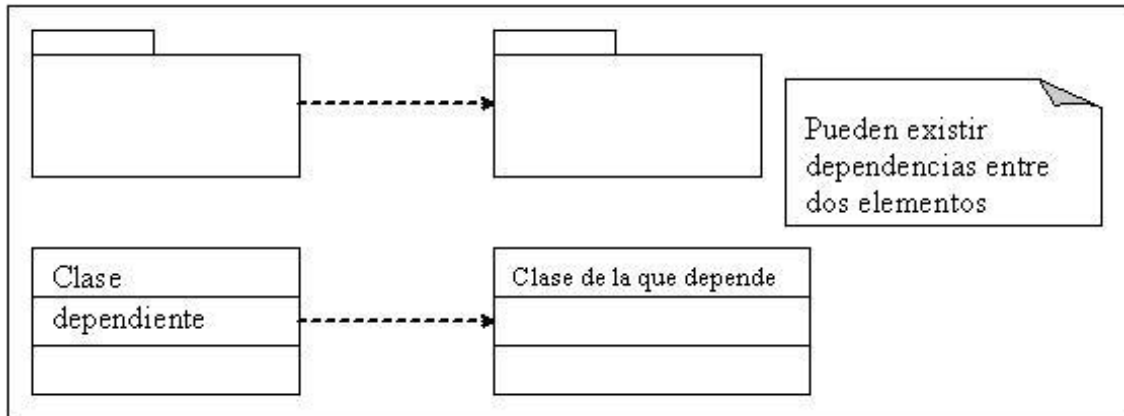 Pueden existir
dependencias entre
dos elementos
Clase
dependiente
Clase de la que depende